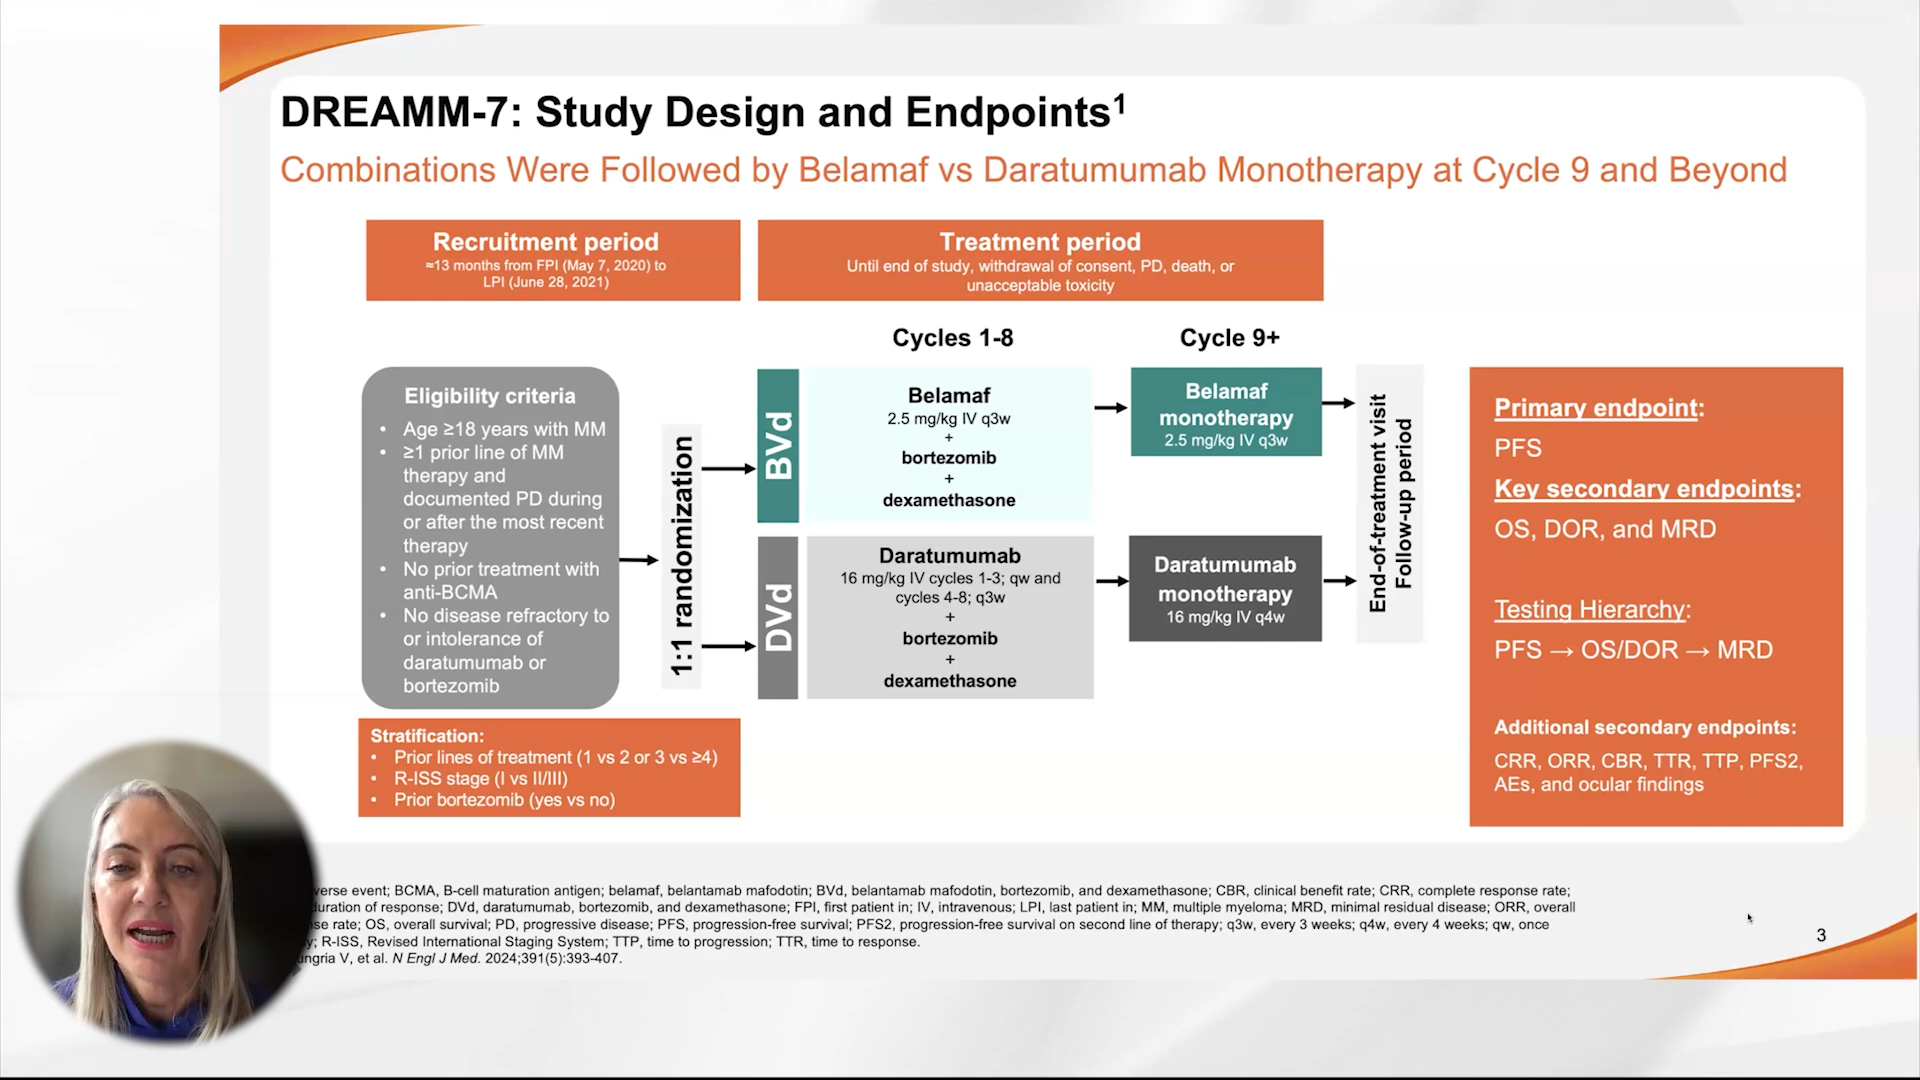 DREAMM-7: Study Design and Endpoints¹
Combinations Were Followed by Belamaf vs Daratumumab Monotherapy at Cycle 9 and Beyond
Recruitment period
≈13 months from FPI (May 7, 2020) to
LPI (June 28, 2021)
Treatment period
Until end of study, withdrawal of consent, PD, death, or
unacceptable toxicity
Cycles 1-8
Cycle 9+
Eligibility criteria
• Age ≥18 years with MM
• ≥1 prior line of MM
therapy and
documented PD during
or after the most recent
therapy
• No prior treatment with
anti-BCMA
• No disease refractory to
or intolerance of
daratumumab or
bortezomib
1:1 randomization
BVd
Belamaf
2.5 mg/kg IV q3w
+
bortezomib
+
dexamethasone
Belamaf
monotherapy
2.5 mg/kg IV q3w
DVd
Daratumumab
16 mg/kg IV cycles 1-3; qw and
cycles 4-8; q3w
+
bortezomib
+
dexamethasone
Daratumumab
monotherapy
16 mg/kg IV q4w
End-of-treatment visit
Follow-up period
Primary endpoint:
PFS
Key secondary endpoints:
OS, DOR, and MRD
Testing Hierarchy:
PFS → OS/DOR → MRD
Additional secondary endpoints:
CRR, ORR, CBR, TTR, TTP, PFS2,
AEs, and ocular findings
Stratification:
• Prior lines of treatment (1 vs 2 or 3 vs ≥4)
• R-ISS stage (I vs II/III)
• Prior bortezomib (yes vs no)
event; BCMA, B-cell maturation antigen; belamaf, belantamab mafodotin; BVd, belantamab mafodotin, bortezomib, and dexamethasone; CBR, clinical benefit rate; CRR, complete response rate;
duration of response; DVd, daratumumab, bortezomib, and dexamethasone; FPI, first patient in; IV, intravenous; LPI, last patient in; MM, multiple myeloma; MRD, minimal residual disease; ORR, overall
rate; OS, overall survival; PD, progressive disease; PFS, progression-free survival; PFS2, progression-free survival on second line of therapy; q3w, every 3 weeks; q4w, every 4 weeks; qw, once
R-ISS, Revised International Staging System; TTP, time to progression; TTR, time to response.
V, et al. N Engl J Med. 2024;391(5):393-407.
3